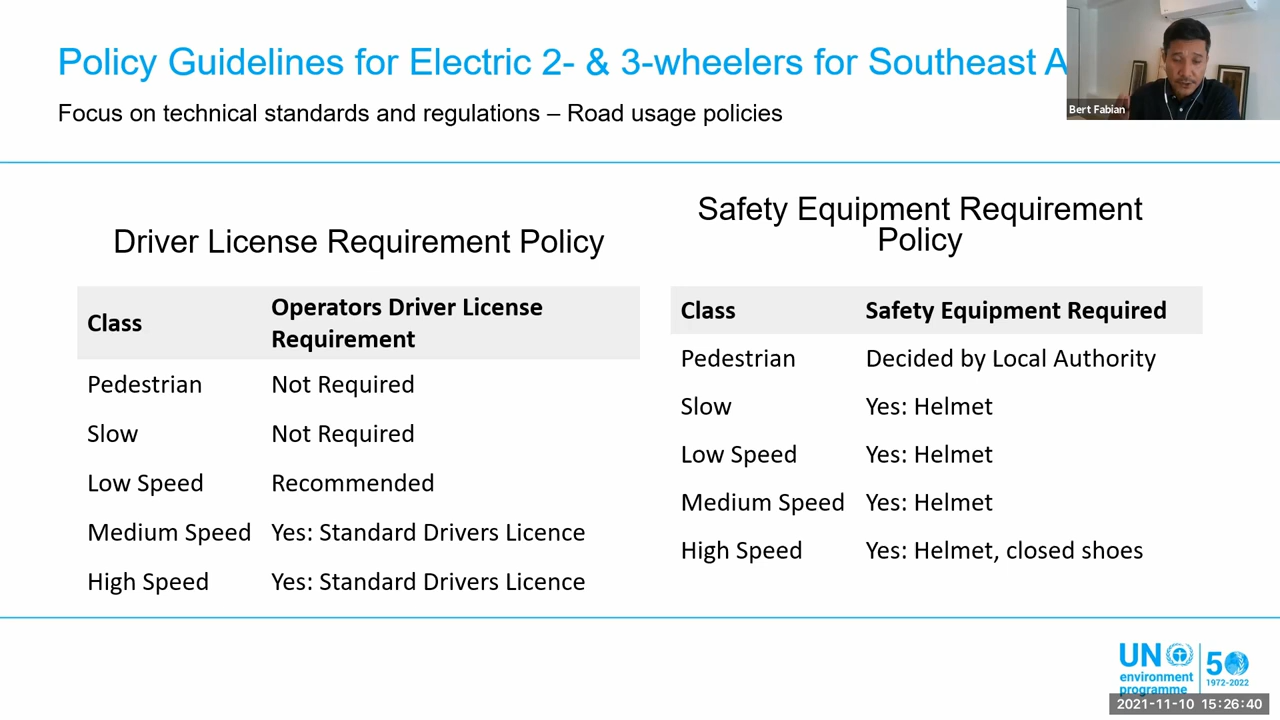 Policy Guidelines for Electric 2- & 3-wheelers for Southeast A
Bert Fabian
Focus on technical standards and regulations – Road usage policies
Driver License Requirement Policy
Class Operators Driver License
Requirement
Pedestrian Not Required
Slow Not Required
Low Speed Recommended
Medium Speed Yes: Standard Drivers Licence
High Speed Yes: Standard Drivers Licence
Safety Equipment Requirement
Policy
Class Safety Equipment Required
Pedestrian Decided by Local Authority
Slow Yes: Helmet
Low Speed Yes: Helmet
Medium Speed Yes: Helmet
High Speed Yes: Helmet, closed shoes
UN
environment
programme
50
1972-2022
2021-11-10 15:26:40